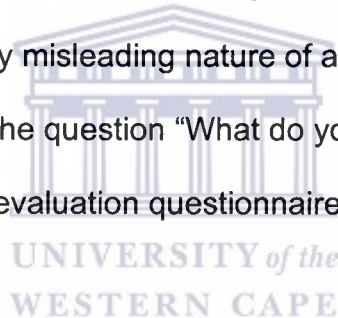 y misleading nature of a
he question “What do yo
evaluation questionnaire
UNIVERSITY of the
WESTERN CAPE